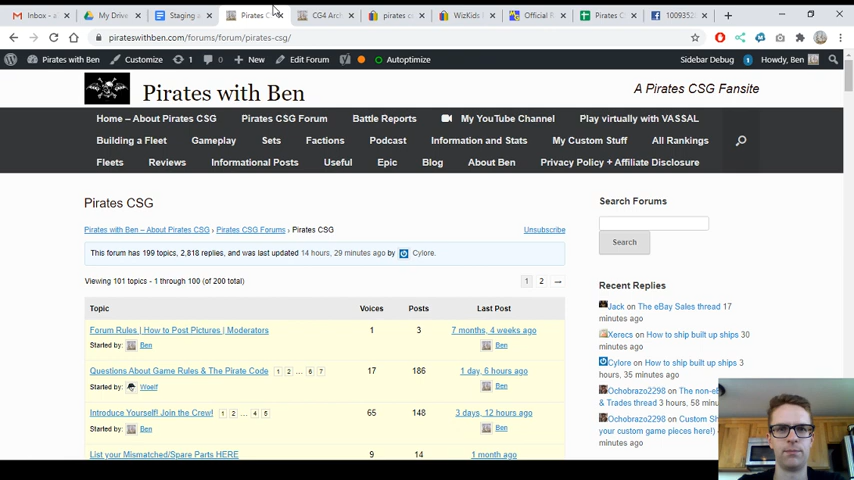 Inbox - a
My Drive
Staging a
Pirates C
CG4 Arch
pirates cs
WizKids
Official R
Pirates C
10093520
pirateswithben.com/forums/forum/pirates-csg/
Pirates with Ben
Customize
1
0
New
Edit Forum
Autoptimize
Sidebar Debug
1
Howdy, Ben
Pirates with Ben
A Pirates CSG Fansite
Home – About Pirates CSG
Pirates CSG Forum
Battle Reports
My YouTube Channel
Play virtually with VASSAL
Building a Fleet
Gameplay
Sets
Factions
Podcast
Information and Stats
My Custom Stuff
All Rankings
Fleets
Reviews
Informational Posts
Useful
Epic
Blog
About Ben
Privacy Policy + Affiliate Disclosure
Pirates CSG
Pirates with Ben – About Pirates CSG › Pirates CSG Forums › Pirates CSG
Unsubscribe
This forum has 199 topics, 2,818 replies, and was last updated 14 hours, 29 minutes ago by Cylore.
Viewing 101 topics - 1 through 100 (of 200 total)
1 2 →
Topic Voices Posts Last Post
Forum Rules | How to Post Pictures | Moderators 1 3 7 months, 4 weeks ago
Started by: Ben
Ben
Questions About Game Rules & The Pirate Code 1 2 … 6 7 17 186 1 day, 6 hours ago
Started by: Woelf
Ben
Introduce Yourself! Join the Crew! 1 2 … 4 5 65 148 3 days, 12 hours ago
Started by: Ben
Ben
List your Mismatched/Spare Parts HERE 9 14 1 month ago
Search Forums
Search
Recent Replies
Jack on The eBay Sales thread 17
minutes ago
Xerecs on How to ship built up ships 30
minutes ago
Cylore on How to ship built up ships 3
hours, 35 minutes ago
Ochobrazo2298 on The non-e
& Trades thread 3 hours, 58 minu
Ochobrazo2298 on Custom Sh
your custom game pieces here!)
minutes ago